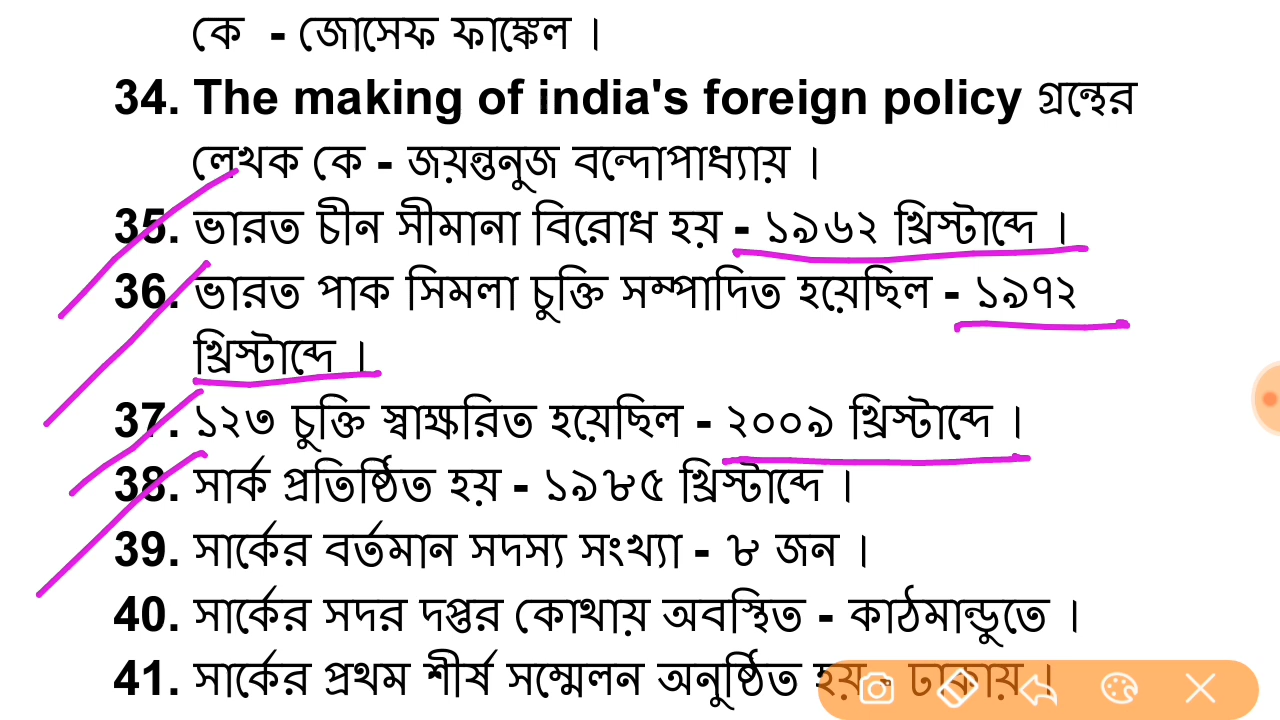 কে - জোসেফ ফাঙ্কেল ।
34. The making of india's foreign policy গ্রন্থের
লেখক কে - জয়ন্তনুজ বন্দোপাধ্যায় ।
35. ভারত চীন সীমানা বিরোধ হয় - ১৯৬২ খ্রিস্টাব্দে ।
36. ভারত পাক সিমলা চুক্তি সম্পাদিত হয়েছিল - ১৯৭২
খ্রিস্টাব্দে ।
37. ১২৩ চুক্তি স্বাক্ষরিত হয়েছিল - ২০০৯ খ্রিস্টাব্দে ।
38. সার্ক প্রতিষ্ঠিত হয় - ১৯৮৫ খ্রিস্টাব্দে ।
39. সার্কের বর্তমান সদস্য সংখ্যা - ৮ জন ।
40. সার্কের সদর দপ্তর কোথায় অবস্থিত - কাঠমান্ডুতে ।
41. সার্কের প্রথম শীর্ষ সম্মেলন অনুষ্ঠিত হয় - ঢাকায় ।